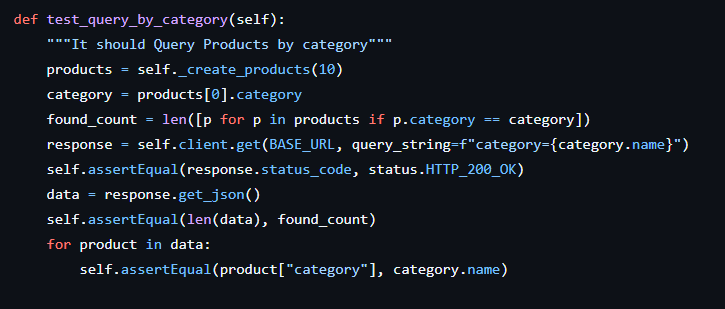 def test_query_by_category(self):
    """It should Query Products by category"""
    products = self._create_products(10)
    category = products[0].category
    found_count = len([p for p in products if p.category == category])
    response = self.client.get(BASE_URL, query_string=f"category={category.name}")
    self.assertEqual(response.status_code, status.HTTP_200_OK)
    data = response.get_json()
    self.assertEqual(len(data), found_count)
    for product in data:
        self.assertEqual(product["category"], category.name)